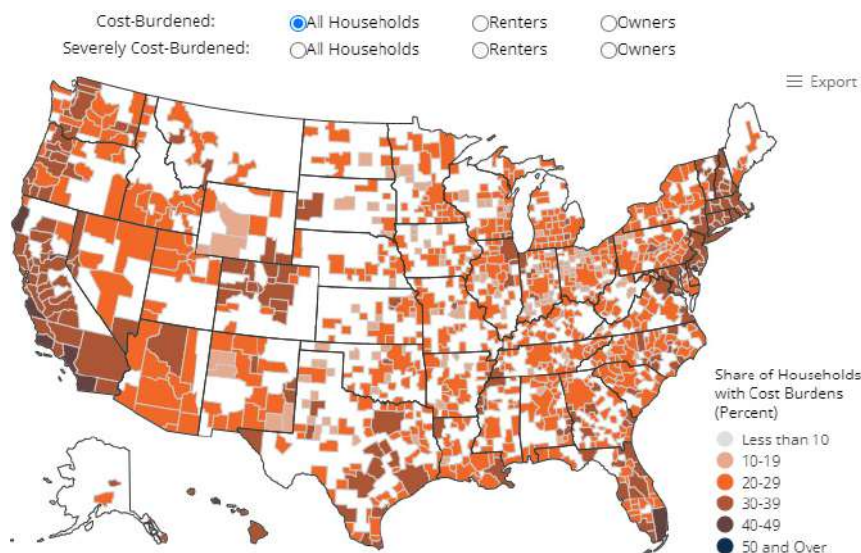 Cost-Burdened: All Households Renters Owners
Severely Cost-Burdened: All Households Renters Owners
Export
Share of Households
with Cost Burdens
(Percent)
Less than 10
10-19
20-29
30-39
40-49
50 and Over